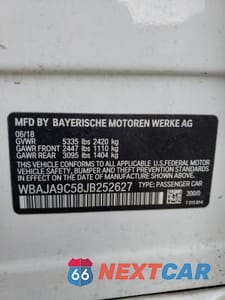 MFD BY BAYERISCHE MOTOREN WERKE AG
06/18
GVWR 5335 lbs 2420 kg
GAWR FRONT 2447 lbs 1110 kg
GAWR REAR 3095 lbs 1404 kg
THIS VEHICLE CONFORMS TO ALL APPLICABLE
U.S. FEDERAL MOTOR VEHICLE SAFETY,
BUMPER, AND THEFT PREVENTION STANDARDS
IN EFFECT ON THE DATE OF MANUFACTURE
SHOWN ABOVE.
WBAJA9C58JB252627 TYPE: PASSENGER CAR
300/0
66 NEXTCAR